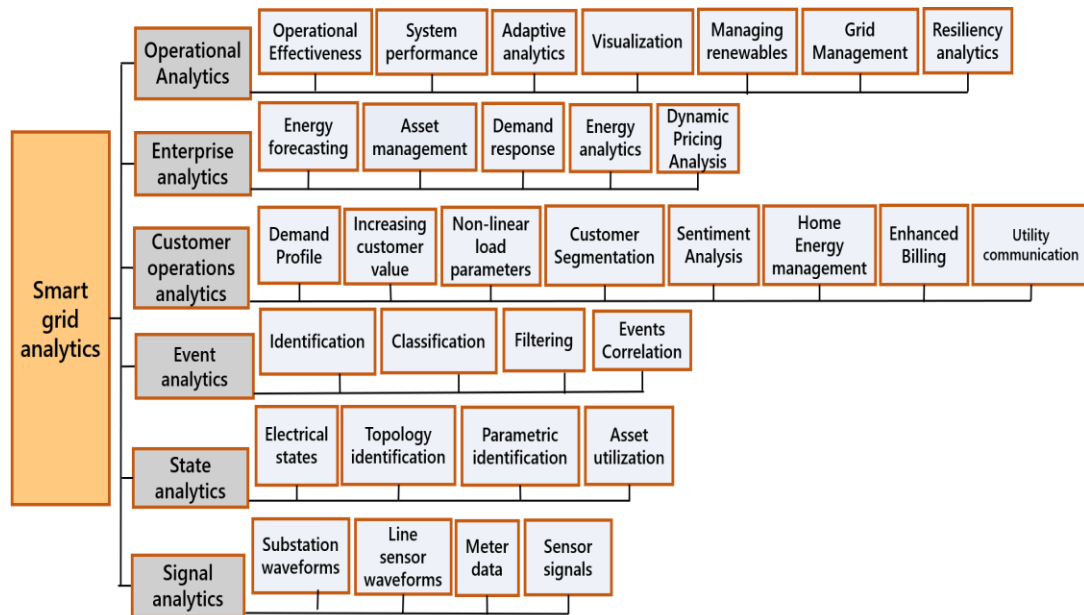 Smart
grid
analytics
Operational
Analytics
Operational
Effectiveness
System
performance
Adaptive
analytics
Visualization
Managing
renewables
Grid
Management
Resiliency
analytics
Enterprise
analytics
Energy
forecasting
Asset
management
Demand
response
Energy
analytics
Dynamic
Pricing
Analysis
Customer
operations
analytics
Demand
Profile
Increasing
customer
value
Non-linear
load
parameters
Customer
Segmentation
Sentiment
Analysis
Home
Energy
management
Enhanced
Billing
Utility
communication
Event
analytics
Identification
Classification
Filtering
Events
Correlation
State
analytics
Electrical
states
Topology
identification
Parametric
identification
Asset
utilization
Signal
analytics
Substation
waveforms
Line
sensor
waveforms
Meter
data
Sensor
signals